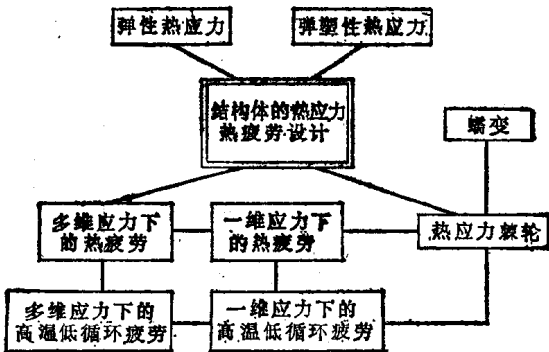 弹性热应力
弹塑性热应力
结构体的热应力
热疲劳设计
蠕变
多维应力下
的热疲劳
一维应力下
的热疲劳
热应力棘轮
多维应力下的
高温低循环疲劳
一维应力下的
高温低循环疲劳